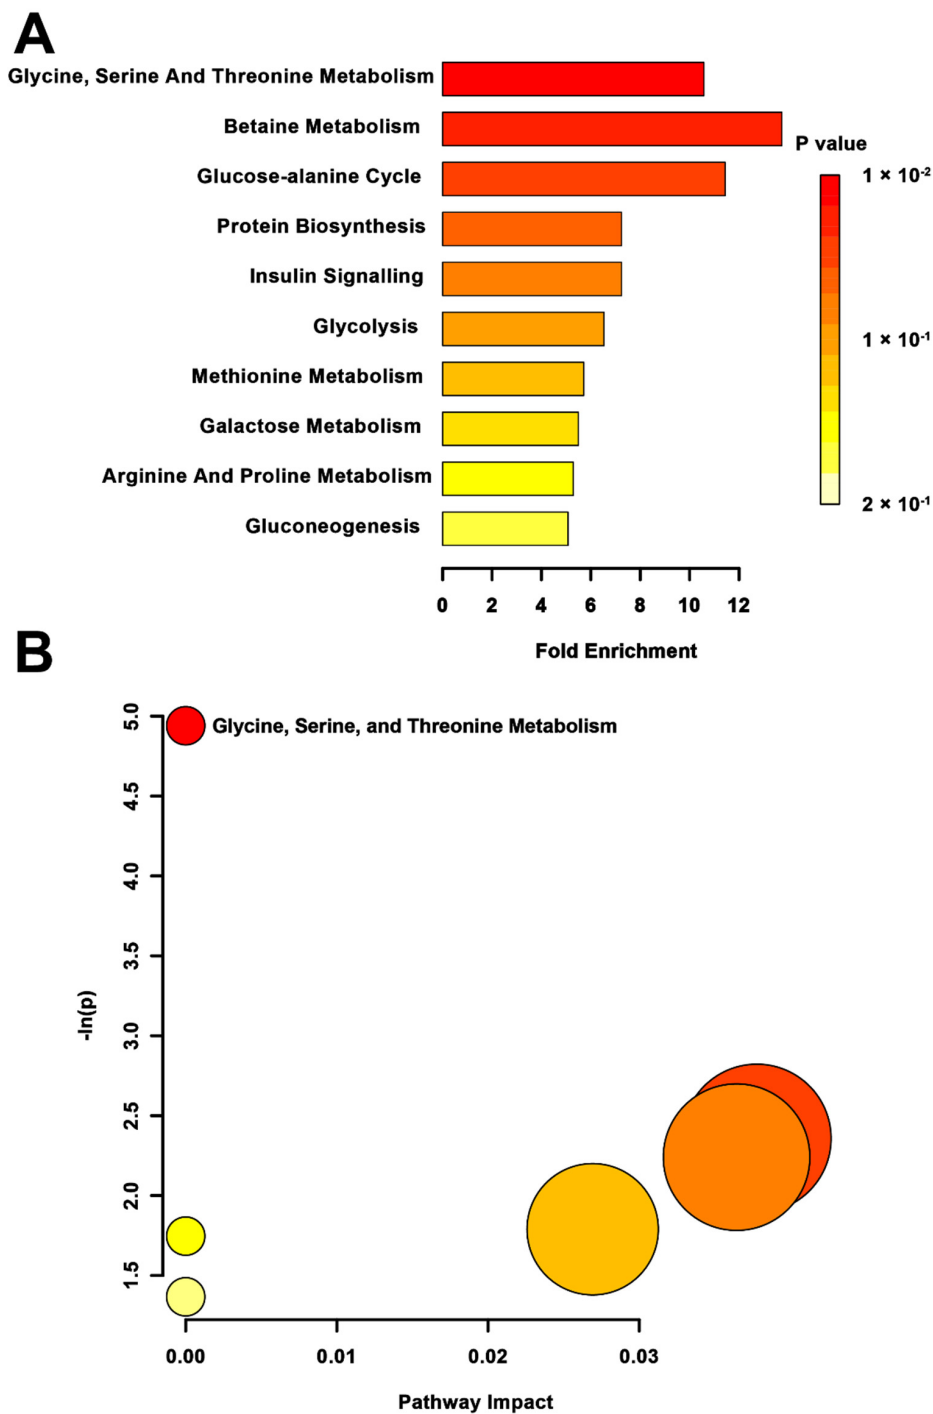 A
Glycine, Serine And Threonine Metabolism
Betaine Metabolism
Glucose-alanine Cycle
Protein Biosynthesis
Insulin Signalling
Glycolysis
Methionine Metabolism
Galactose Metabolism
Arginine And Proline Metabolism
Gluconeogenesis
0 2 4 6 8 10 12
Fold Enrichment
P value
1 × 10⁻²
1 × 10⁻¹
2 × 10⁻¹
B
Glycine, Serine, and Threonine Metabolism
5.0
4.5
4.0
3.5
3.0
2.5
2.0
1.5
-ln(p)
0.00 0.01 0.02 0.03
Pathway Impact